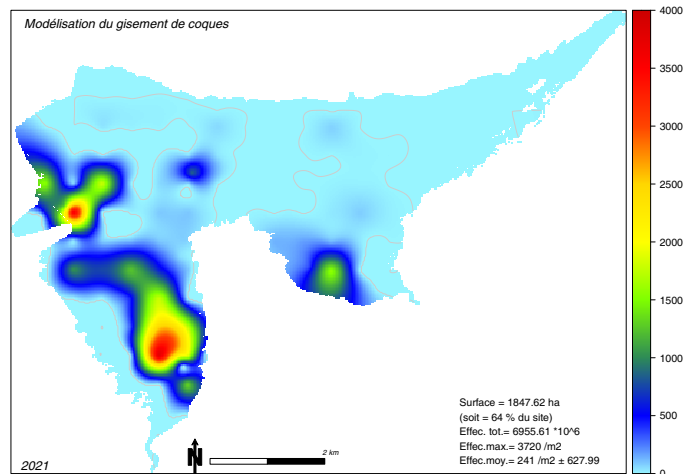 Modélisation du gisement de coques
4000
3500
3000
2500
2000
1500
1000
500
0
Surface = 1847.62 ha
(soit = 64 % du site)
Effec. tot.= 6955.61 *10^6
Effec.max.= 3720 /m2
Effec.moy.= 241 /m2 ± 627.99
2021
N
2 km